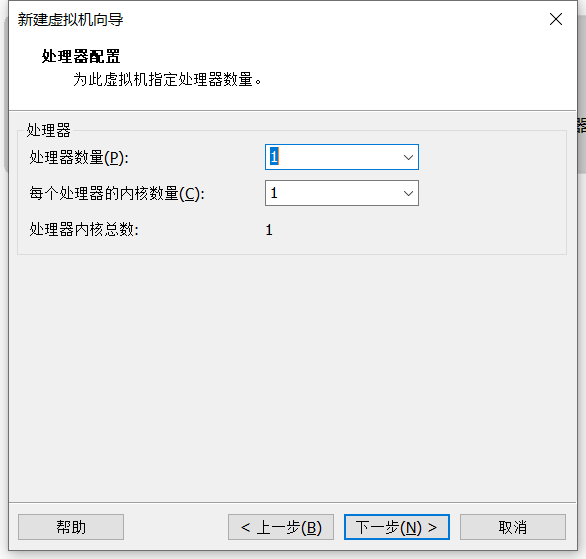 新建虚拟机向导
处理器配置
为此虚拟机指定处理器数量。
处理器
处理器数量(P): 1
每个处理器的内核数量(C): 1
处理器内核总数: 1
帮助 < 上一步(B) 下一步(N) > 取消